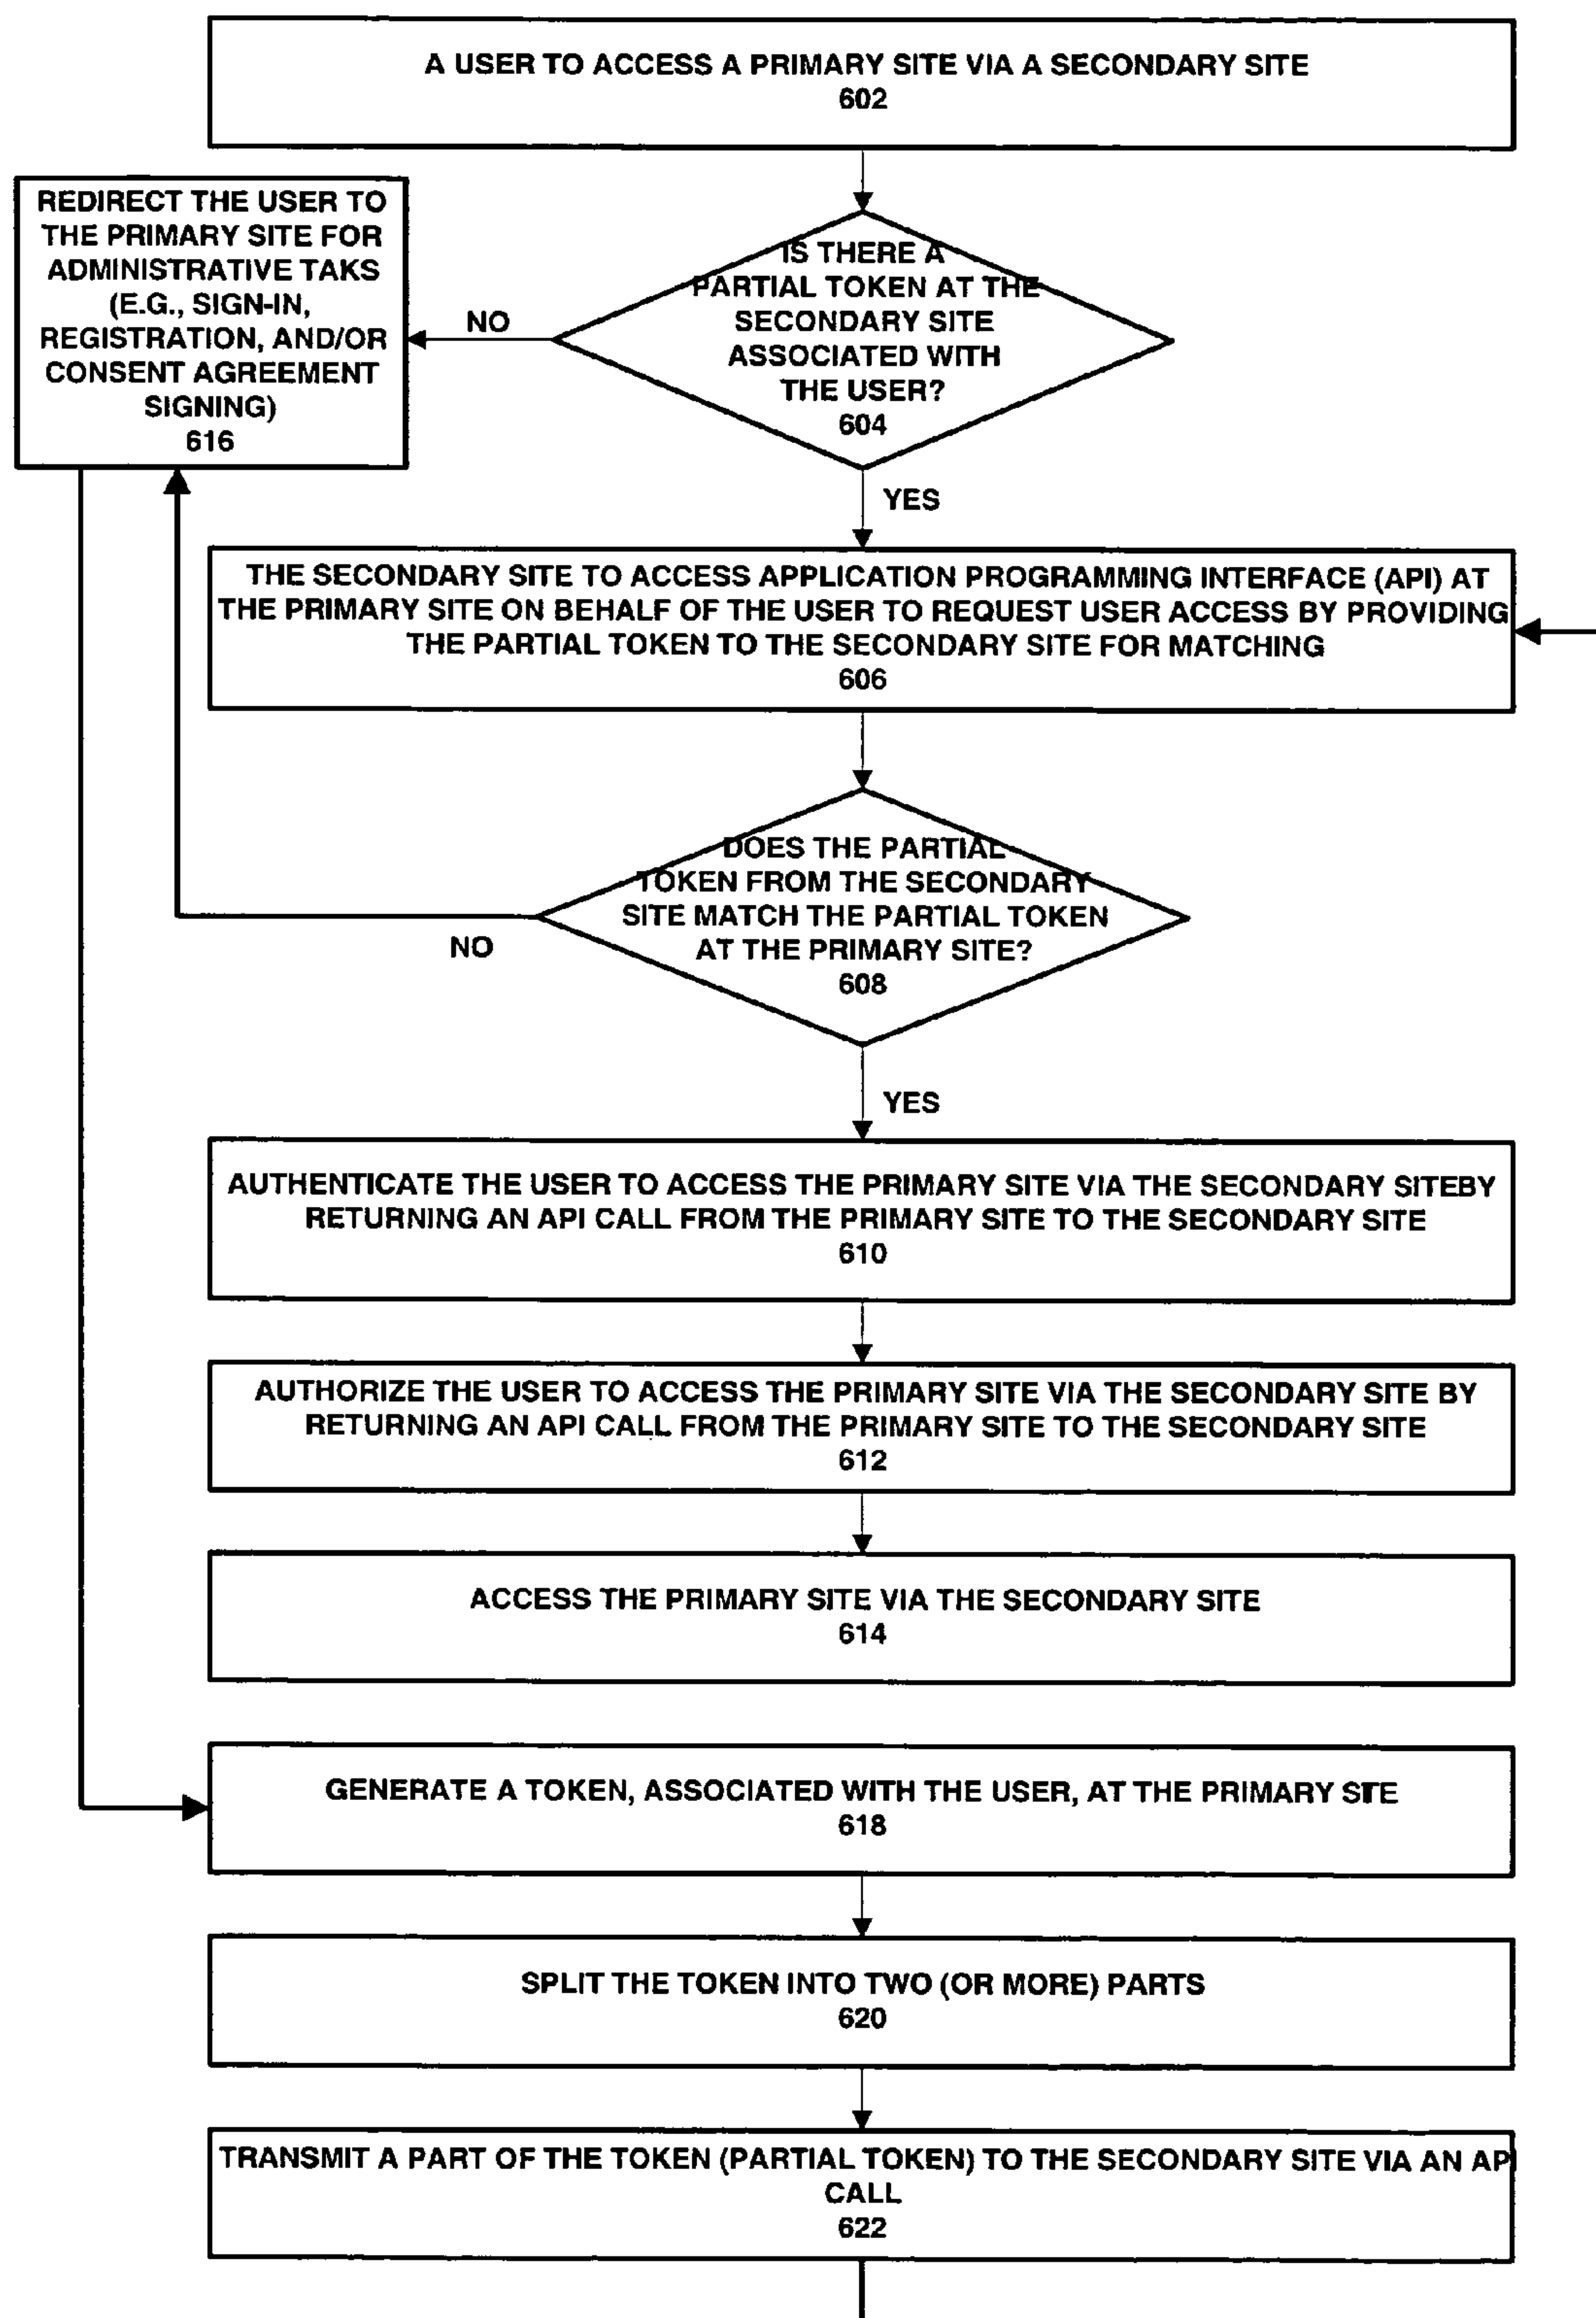 A USER TO ACCESS A PRIMARY SITE VIA A SECONDARY SITE
602
REDIRECT THE USER TO
THE PRIMARY SITE FOR
ADMINISTRATIVE TAKS
(E.G., SIGN-IN,
REGISTRATION, AND/OR
CONSENT AGREEMENT
SIGNING)
616
NO
IS THERE A
PARTIAL TOKEN AT THE
SECONDARY SITE
ASSOCIATED WITH
THE USER?
604
YES
THE SECONDARY SITE TO ACCESS APPLICATION PROGRAMMING INTERFACE (API) AT
THE PRIMARY SITE ON BEHALF OF THE USER TO REQUEST USER ACCESS BY PROVIDING
THE PARTIAL TOKEN TO THE SECONDARY SITE FOR MATCHING
606
DOES THE PARTIAL
TOKEN FROM THE SECONDARY
SITE MATCH THE PARTIAL TOKEN
AT THE PRIMARY SITE?
608
NO
YES
AUTHENTICATE THE USER TO ACCESS THE PRIMARY SITE VIA THE SECONDARY SITEBY
RETURNING AN API CALL FROM THE PRIMARY SITE TO THE SECONDARY SITE
610
AUTHORIZE THE USER TO ACCESS THE PRIMARY SITE VIA THE SECONDARY SITE BY
RETURNING AN API CALL FROM THE PRIMARY SITE TO THE SECONDARY SITE
612
ACCESS THE PRIMARY SITE VIA THE SECONDARY SITE
614
GENERATE A TOKEN, ASSOCIATED WITH THE USER, AT THE PRIMARY SITE
618
SPLIT THE TOKEN INTO TWO (OR MORE) PARTS
620
TRANSMIT A PART OF THE TOKEN (PARTIAL TOKEN) TO THE SECONDARY SITE VIA AN API
CALL
622